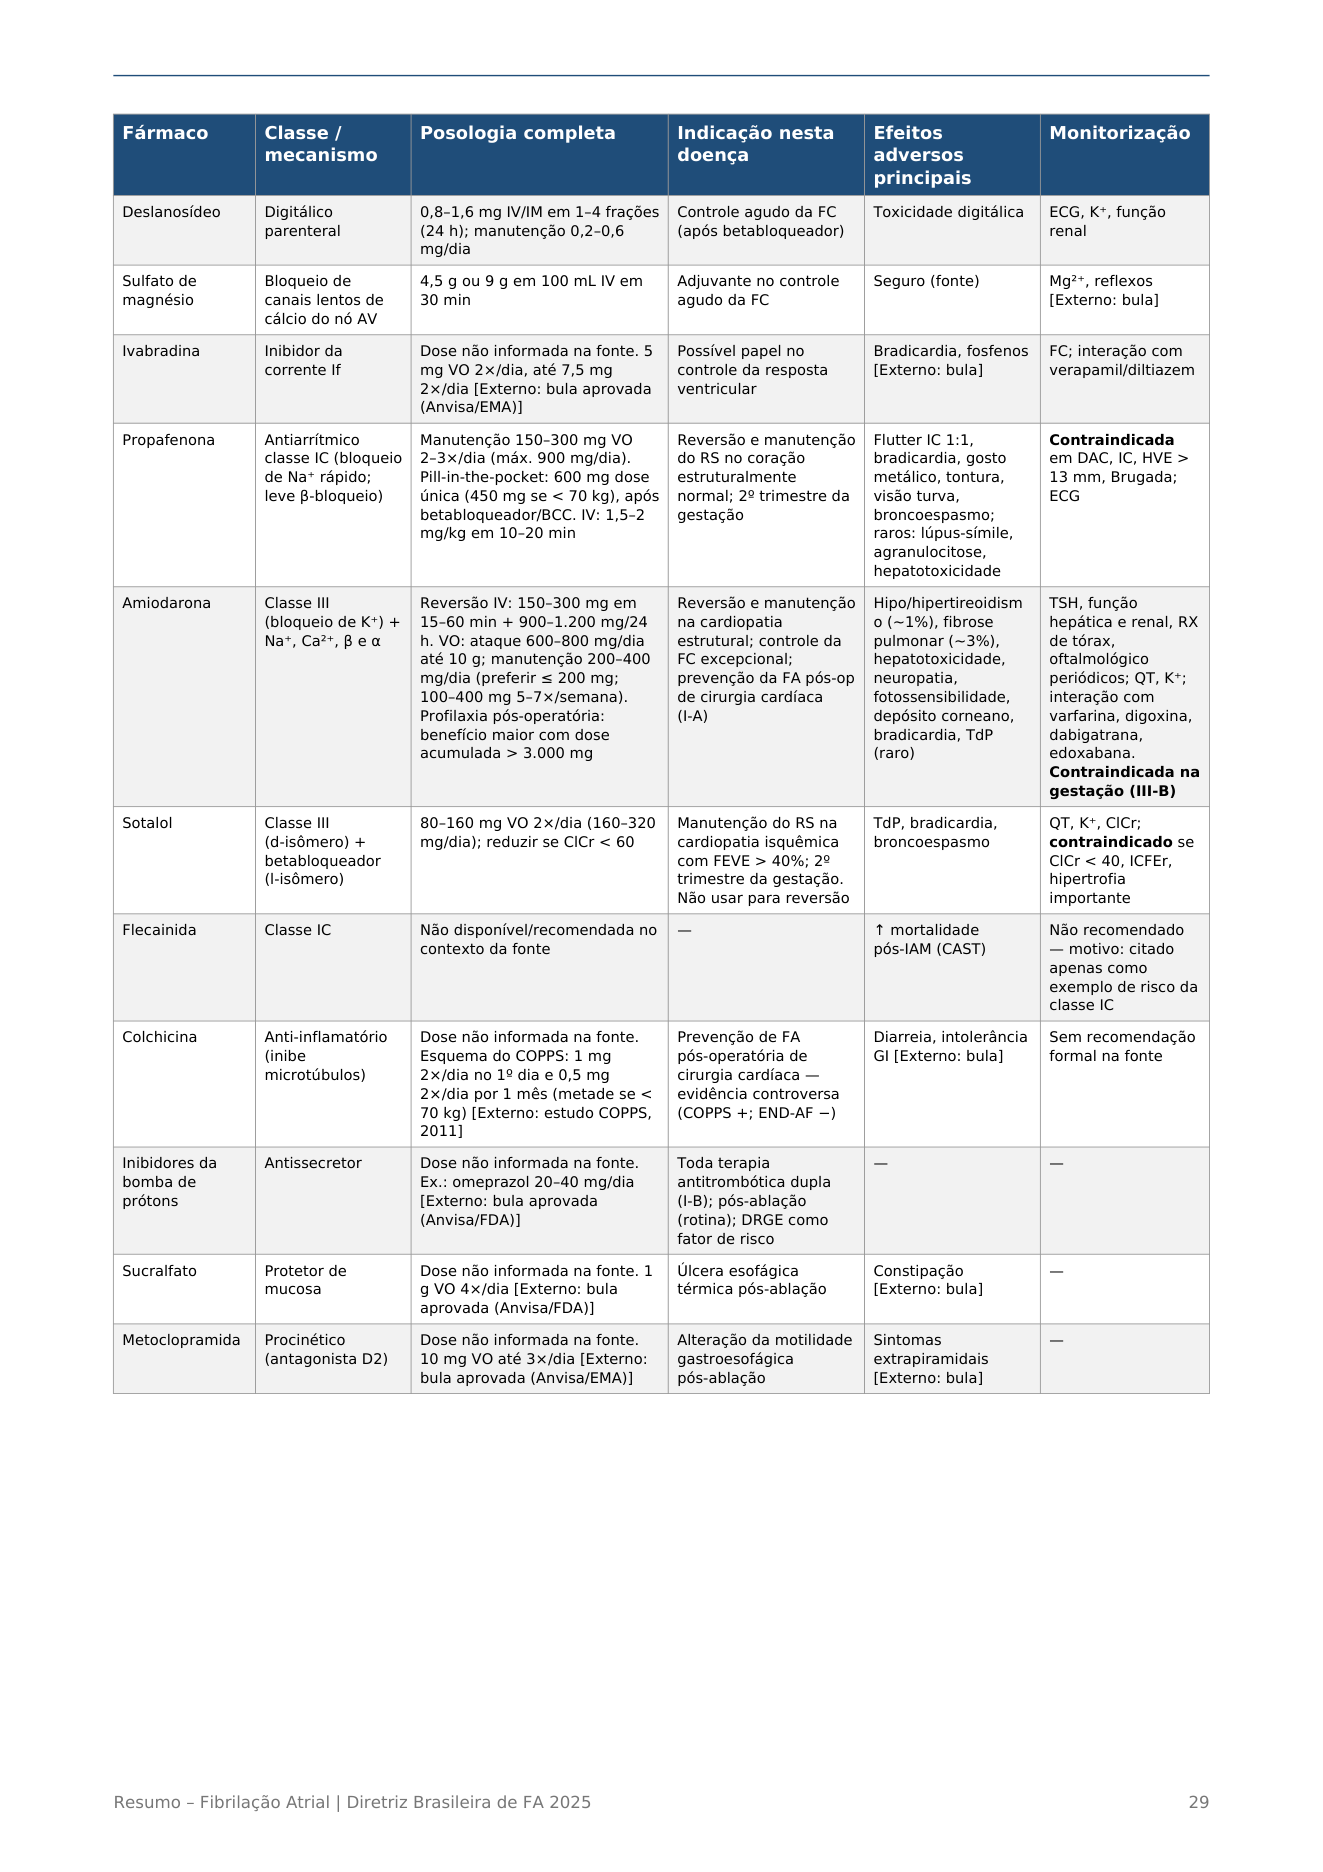 Fármaco
Classe /
mecanismo
Posologia completa
Indicação nesta
doença
Efeitos
adversos
principais
Monitorização
Deslanosídeo
Digitálico
parenteral
0,8–1,6 mg IV/IM em 1–4 frações
(24 h); manutenção 0,2–0,6
mg/dia
Controle agudo da FC
(após betabloqueador)
Toxicidade digitálica
ECG, K⁺, função
renal
Sulfato de
magnésio
Bloqueio de
canais lentos de
cálcio do nó AV
4,5 g ou 9 g em 100 mL IV em
30 min
Adjuvante no controle
agudo da FC
Seguro (fonte)
Mg²⁺, reflexos
[Externo: bula]
Ivabradina
Inibidor da
corrente If
Dose não informada na fonte. 5
mg VO 2×/dia, até 7,5 mg
2×/dia [Externo: bula aprovada
(Anvisa/EMA)]
Possível papel no
controle da resposta
ventricular
Bradicardia, fosfenos
[Externo: bula]
FC; interação com
verapamil/diltiazem
Propafenona
Antiarrítmico
classe IC (bloqueio
de Na⁺ rápido;
leve β-bloqueio)
Manutenção 150–300 mg VO
2–3×/dia (máx. 900 mg/dia).
Pill-in-the-pocket: 600 mg dose
única (450 mg se < 70 kg), após
betabloqueador/BCC. IV: 1,5–2
mg/kg em 10–20 min
Reversão e manutenção
do RS no coração
estruturalmente
normal; 2º trimestre da
gestação
Flutter IC 1:1,
bradicardia, gosto
metálico, tontura,
visão turva,
broncoespasmo;
raros: lúpus-símile,
agranulocitose,
hepatotoxicidade
Contraindicada
em DAC, IC, HVE >
13 mm, Brugada;
ECG
Amiodarona
Classe III
(bloqueio de K⁺) +
Na⁺, Ca²⁺, β e α
Reversão IV: 150–300 mg em
15–60 min + 900–1.200 mg/24
h. VO: ataque 600–800 mg/dia
até 10 g; manutenção 200–400
mg/dia (preferir ≤ 200 mg;
100–400 mg 5–7×/semana).
Profilaxia pós-operatória:
benefício maior com dose
acumulada > 3.000 mg
Reversão e manutenção
na cardiopatia
estrutural; controle da
FC excepcional;
prevenção da FA pós-op
de cirurgia cardíaca
(I-A)
Hipo/hipertireoidism
o (~1%), fibrose
pulmonar (~3%),
hepatotoxicidade,
neuropatia,
fotossensibilidade,
depósito corneano,
bradicardia, TdP
(raro)
TSH, função
hepática e renal, RX
de tórax,
oftalmológico
periódicos; QT, K⁺;
interação com
varfarina, digoxina,
dabigatrana,
edoxabana.
Contraindicada na
gestação (III-B)
Sotalol
Classe III
(d-isômero) +
betabloqueador
(l-isômero)
80–160 mg VO 2×/dia (160–320
mg/dia); reduzir se ClCr < 60
Manutenção do RS na
cardiopatia isquêmica
com FEVE > 40%; 2º
trimestre da gestação.
Não usar para reversão
TdP, bradicardia,
broncoespasmo
QT, K⁺, ClCr;
contraindicado se
ClCr < 40, ICFEr,
hipertrofia
importante
Flecainida
Classe IC
Não disponível/recomendada no
contexto da fonte
—
↑ mortalidade
pós-IAM (CAST)
Não recomendado
— motivo: citado
apenas como
exemplo de risco da
classe IC
Colchicina
Anti-inflamatório
(inibe
microtúbulos)
Dose não informada na fonte.
Esquema do COPPS: 1 mg
2×/dia no 1º dia e 0,5 mg
2×/dia por 1 mês (metade se <
70 kg) [Externo: estudo COPPS,
2011]
Prevenção de FA
pós-operatória de
cirurgia cardíaca —
evidência controversa
(COPPS +; END-AF −)
Diarreia, intolerância
GI [Externo: bula]
Sem recomendação
formal na fonte
Inibidores da
bomba de
prótons
Antissecretor
Dose não informada na fonte.
Ex.: omeprazol 20–40 mg/dia
[Externo: bula aprovada
(Anvisa/FDA)]
Toda terapia
antitrombótica dupla
(I-B); pós-ablação
(rotina); DRGE como
fator de risco
—
—
Sucralfato
Protetor de
mucosa
Dose não informada na fonte. 1
g VO 4×/dia [Externo: bula
aprovada (Anvisa/FDA)]
Úlcera esofágica
térmica pós-ablação
Constipação
[Externo: bula]
—
Metoclopramida
Procinético
(antagonista D2)
Dose não informada na fonte.
10 mg VO até 3×/dia [Externo:
bula aprovada (Anvisa/EMA)]
Alteração da motilidade
gastroesofágica
pós-ablação
Sintomas
extrapiramidais
[Externo: bula]
—
Resumo – Fibrilação Atrial | Diretriz Brasileira de FA 2025
29